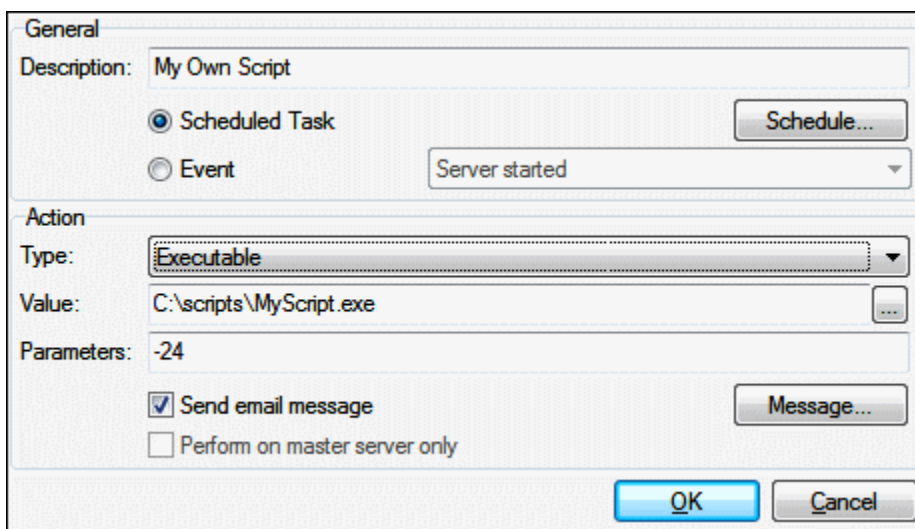 General
Description: My Own Script
Scheduled Task Schedule...
Event Server started
Action
Type: Executable
Value: C:\scripts\MyScript.exe ...
Parameters: -24
Send email message Message...
Perform on master server only
OK Cancel